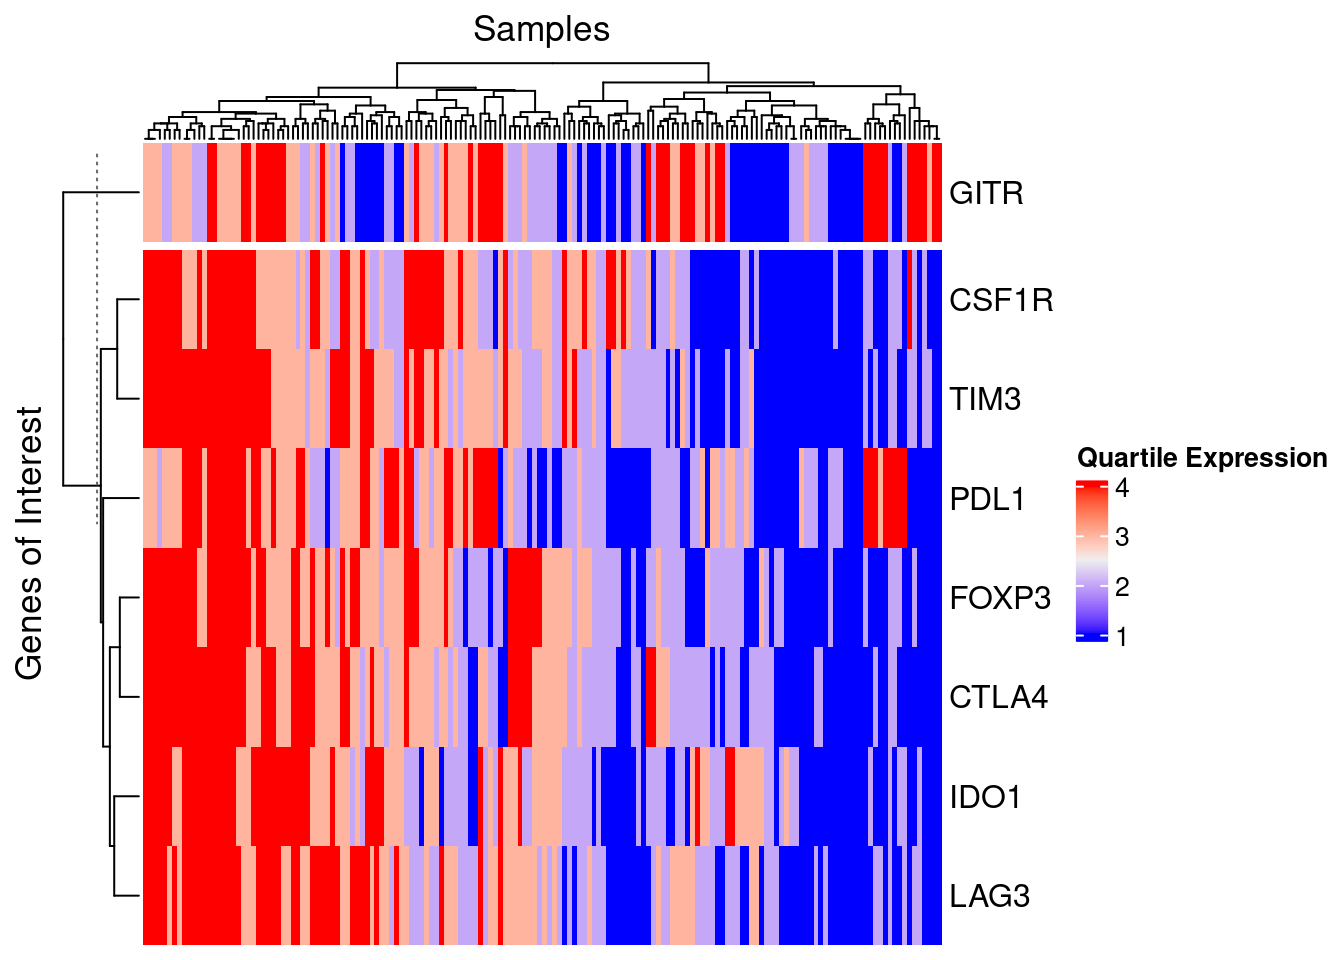 Samples
GITR
CSF1R
TIM3
PDL1
FOXP3
CTLA4
IDO1
LAG3
Genes of Interest
Quartile Expression
4
3
2
1